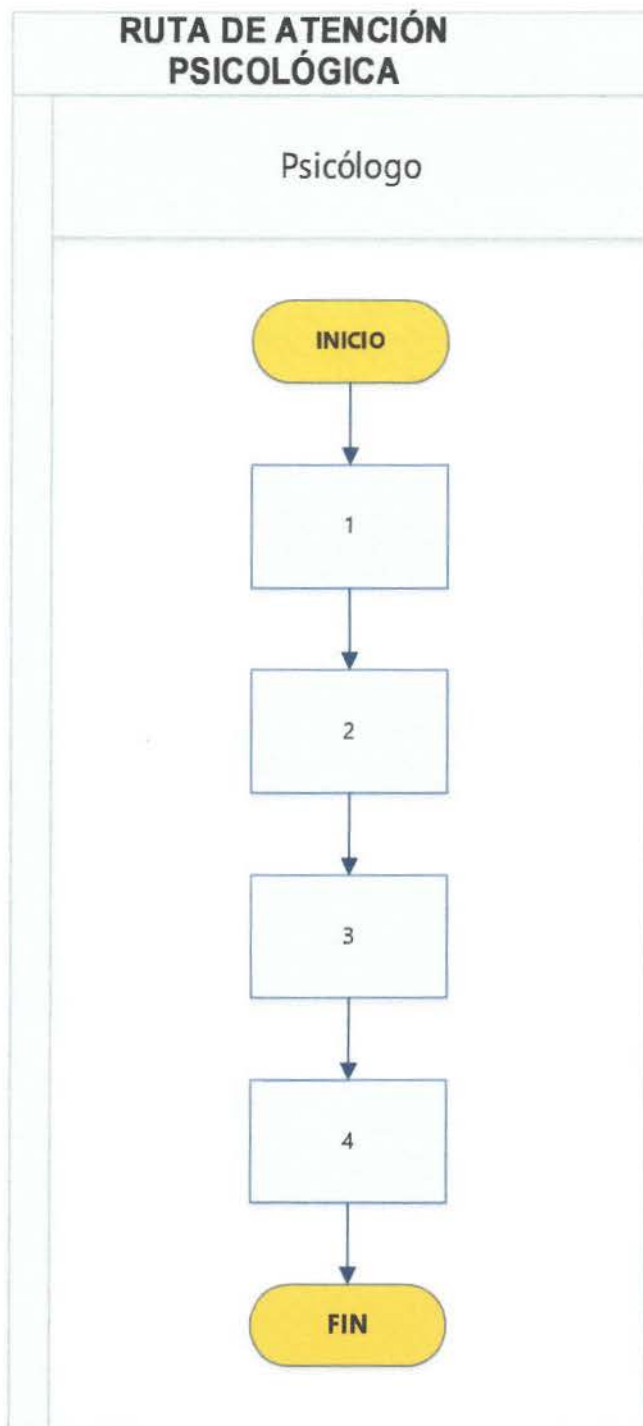 RUTA DE ATENCIÓN
PSICOLÓGICA
Psicólogo
INICIO
1
2
3
4
FIN